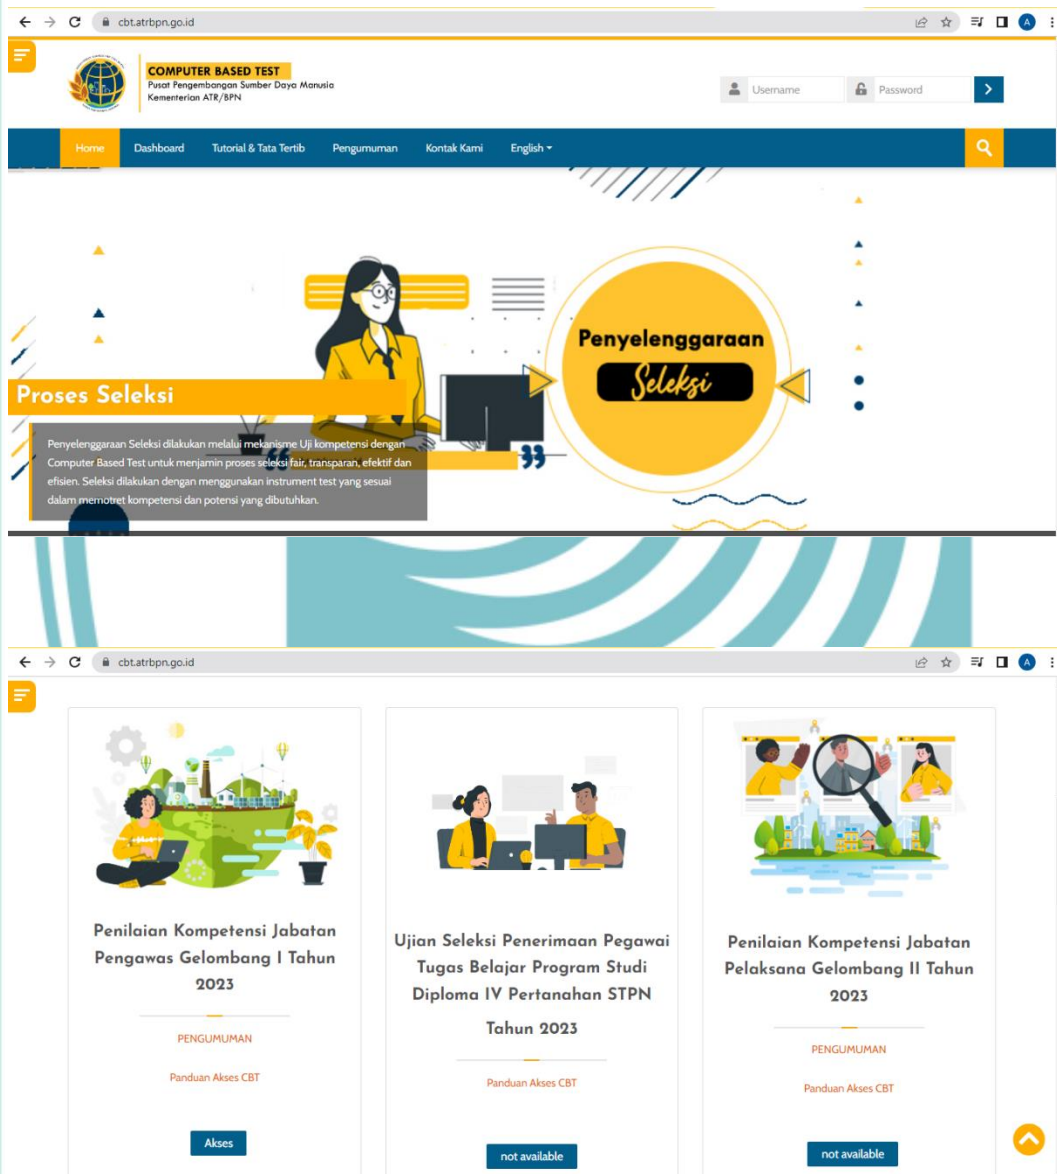 cbt.atrbpn.go.id
COMPUTER BASED TEST
Pusat Pengembangan Sumber Daya Manusia
Kementerian ATR/BPN
Username
Password
Home
Dashboard
Tutorial & Tata Tertib
Pengumuman
Kontak Kami
English
Penyelenggaraan
Seleksi
Proses Seleksi
Penyelenggaraan Seleksi dilakukan melalui mekanisme Uji kompetensi dengan
Computer Based Test untuk menjamin proses seleksi fair, transparan, efektif dan
efisien. Seleksi dilakukan dengan menggunakan instrument test yang sesuai
dalam memotret kompetensi dan potensi yang dibutuhkan.
A
cbt.atrbpn.go.id
A
Penilaian Kompetensi Jabatan
Pengawas Gelombang I Tahun
2023
PENGUMUMAN
Panduan Akses CBT
Akses
Ujian Seleksi Penerimaan Pegawai
Tugas Belajar Program Studi
Diploma IV Pertanahan STPN
Tahun 2023
Panduan Akses CBT
not available
Penilaian Kompetensi Jabatan
Pelaksana Gelombang II Tahun
2023
PENGUMUMAN
Panduan Akses CBT
not available